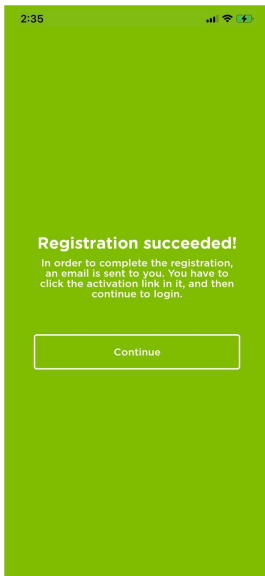 2:35
Registration succeeded!
In order to complete the registration,
an email is sent to you. You have to
click the activation link in it, and then
continue to login.
Continue